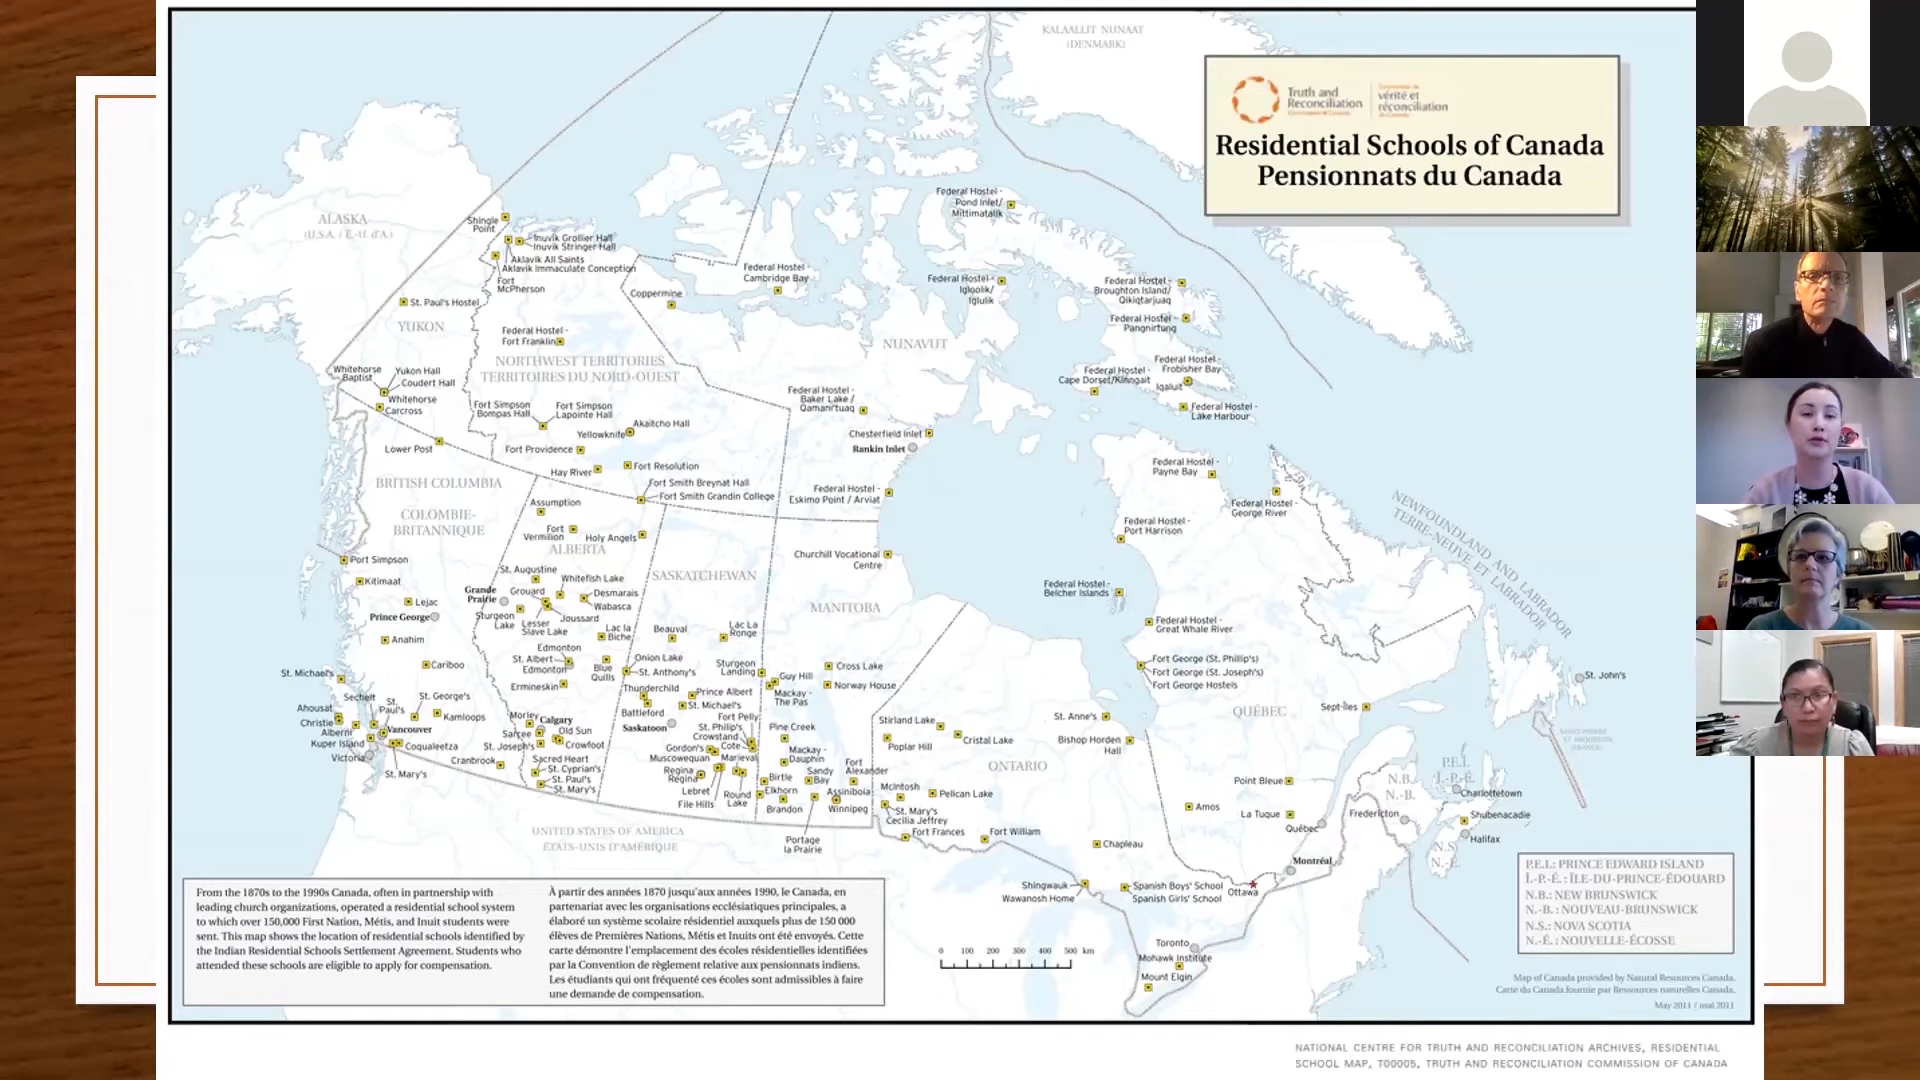 KALAALLIT NUNAAT
(DENMARK)
Truth and
Reconciliation
Commission of Canada
Commission de
vérité et
réconciliation
du Canada
Residential Schools of Canada
Pensionnats du Canada
ALASKA
(U.S.A. / É.-U. d'A.)
Shingle
Point
Inuvik Grollier Hall
Inuvik Stringer Hall
Aklavik All Saints
Aklavik Immaculate Conception
Fort
McPherson
St. Paul's Hostel
YUKON
Federal Hostel -
Fort Franklin
NORTHWEST TERRITORIES
TERRITOIRES DU NORD-OUEST
Coppermine
Federal Hostel -
Cambridge Bay
Federal Hostel -
Pond Inlet/
Mittimatalik
Federal Hostel -
Igloolik/
Iglulik
Federal Hostel -
Broughton Island/
Qikiqtarjuaq
Federal Hostel -
Pangnirtung
NUNAVUT
Federal Hostel -
Frobisher Bay
Iqaluit
Federal Hostel -
Cape Dorset/Kinngait
Federal Hostel -
Lake Harbour
Whitehorse
Baptist
Yukon Hall
Coudert Hall
Whitehorse
Carcross
Lower Post
Fort Simpson
Bompas Hall
Fort Simpson
Lapointe Hall
Akaitcho Hall
Yellowknife
Fort Providence
Hay River
Fort Resolution
Fort Smith Breynat Hall
Fort Smith Grandin College
Federal Hostel -
Baker Lake /
Qamani'tuaq
Chesterfield Inlet
Rankin Inlet
Federal Hostel -
Eskimo Point / Arviat
Federal Hostel -
Payne Bay
Federal Hostel -
George River
Federal Hostel -
Port Harrison
NEWFOUNDLAND AND LABRADOR
TERRE-NEUVE ET LABRADOR
BRITISH COLUMBIA
COLOMBIE-
BRITANNIQUE
Assumption
Fort
Vermilion
Holy Angels
ALBERTA
SASKATCHEWAN
MANITOBA
Churchill Vocational
Centre
Federal Hostel -
Belcher Islands
Federal Hostel -
Great Whale River
Fort George (St. Phillip's)
Fort George (St. Joseph's)
Fort George Hostels
Port Simpson
Kitimaat
Lejac
Prince George
Anahim
Cariboo
St. Michael's
Sechelt
St.
Paul's
St. George's
Kamloops
Ahousat
Christie
Alberni
Kuper Island
Victoria
Vancouver
Coqualeetza
St. Mary's
Cranbrook
St. Augustine
Whitefish Lake
Grande
Prairie
Grouard
Desmarais
Wabasca
Sturgeon
Lake
Lesser
Slave Lake
Joussard
Lac la
Biche
Edmonton
St. Albert
Edmonton
Blue
Quills
Ermineskin
Morley
Calgary
Sarcee
Old Sun
St. Joseph's
Crowfoot
Sacred Heart
St. Cyprian's
St. Paul's
St. Mary's
Beauval
Lac La
Ronge
Onion Lake
St. Anthony's
Sturgeon
Landing
Thunderchild
Prince Albert
Battleford
St. Michael's
Saskatoon
Fort Pelly
St. Philip's
Crowstand
Gordon's
Cote
Muscowequan
Marieval
Regina
Regina
Lebret
File Hills
Round
Lake
Guy Hill
Mackay -
The Pas
Cross Lake
Norway House
Pine Creek
Mackay -
Dauphin
Birtle
Sandy
Bay
Fort
Alexander
Elkhorn
Assiniboia
Brandon
Winnipeg
Portage
la Prairie
Stirland Lake
Poplar Hill
Cristal Lake
ONTARIO
McIntosh
Pelican Lake
St. Mary's
Cecilia Jeffrey
Fort Frances
Fort William
St. Anne's
Bishop Horden
Hall
Chapleau
Shingwauk
Wawanosh Home
Spanish Boys' School
Spanish Girls' School
Ottawa
Toronto
Mohawk Institute
Mount Elgin
QUÉBEC
Sept-Îles
Point Bleue
Amos
La Tuque
Québec
Montréal
St. John's
SAINT-PIERRE
ET MIQUELON
(FRANCE)
N.B.
N.-B.
P.E.I.
Î.-P.-É.
Charlottetown
Fredericton
Shubenacadie
Halifax
N.S.
N.-É.
UNITED STATES OF AMERICA
ÉTATS-UNIS D'AMÉRIQUE
From the 1870s to the 1990s Canada, often in partnership with
leading church organizations, operated a residential school system
to which over 150,000 First Nation, Métis, and Inuit students were
sent. This map shows the location of residential schools identified by
the Indian Residential Schools Settlement Agreement. Students who
attended these schools are eligible to apply for compensation.
À partir des années 1870 jusqu'aux années 1990, le Canada, en
partenariat avec les organisations ecclésiastiques principales, a
élaboré un système scolaire résidentiel auxquels plus de 150 000
élèves de Premières Nations, Métis et Inuits ont été envoyés. Cette
carte démontre l'emplacement des écoles résidentielles identifiées
par la Convention de règlement relative aux pensionnats indiens.
Les étudiants qui ont fréquenté ces écoles sont admissibles à faire
une demande de compensation.
0 100 200 300 400 500 km
P.E.I.: PRINCE EDWARD ISLAND
Î.-P.-É. : ÎLE-DU-PRINCE-ÉDOUARD
N.B.: NEW BRUNSWICK
N.-B. : NOUVEAU-BRUNSWICK
N.S.: NOVA SCOTIA
N.-É. : NOUVELLE-ÉCOSSE
Map of Canada provided by Natural Resources Canada.
Carte du Canada fournie par Ressources naturelles Canada.
May 2011 / mai 2011
NATIONAL CENTRE FOR TRUTH AND RECONCILIATION ARCHIVES, RESIDENTIAL
SCHOOL MAP, T00005, TRUTH AND RECONCILIATION COMMISSION OF CANADA